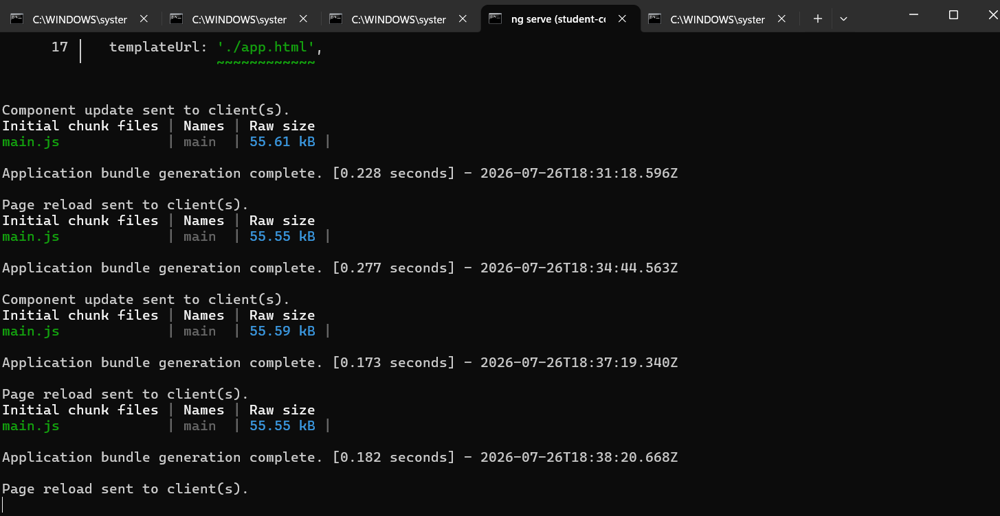 C:\WINDOWS\syster C:\WINDOWS\syster C:\WINDOWS\syster ng serve (student-co C:\WINDOWS\syster
17 | templateUrl: './app.html',
~~~~~~~~~~~~
Component update sent to client(s).
Initial chunk files | Names | Raw size
main.js | main | 55.61 kB |
Application bundle generation complete. [0.228 seconds] - 2026-07-26T18:31:18.596Z
Page reload sent to client(s).
Initial chunk files | Names | Raw size
main.js | main | 55.55 kB |
Application bundle generation complete. [0.277 seconds] - 2026-07-26T18:34:44.563Z
Component update sent to client(s).
Initial chunk files | Names | Raw size
main.js | main | 55.59 kB |
Application bundle generation complete. [0.173 seconds] - 2026-07-26T18:37:19.340Z
Page reload sent to client(s).
Initial chunk files | Names | Raw size
main.js | main | 55.55 kB |
Application bundle generation complete. [0.182 seconds] - 2026-07-26T18:38:20.668Z
Page reload sent to client(s).